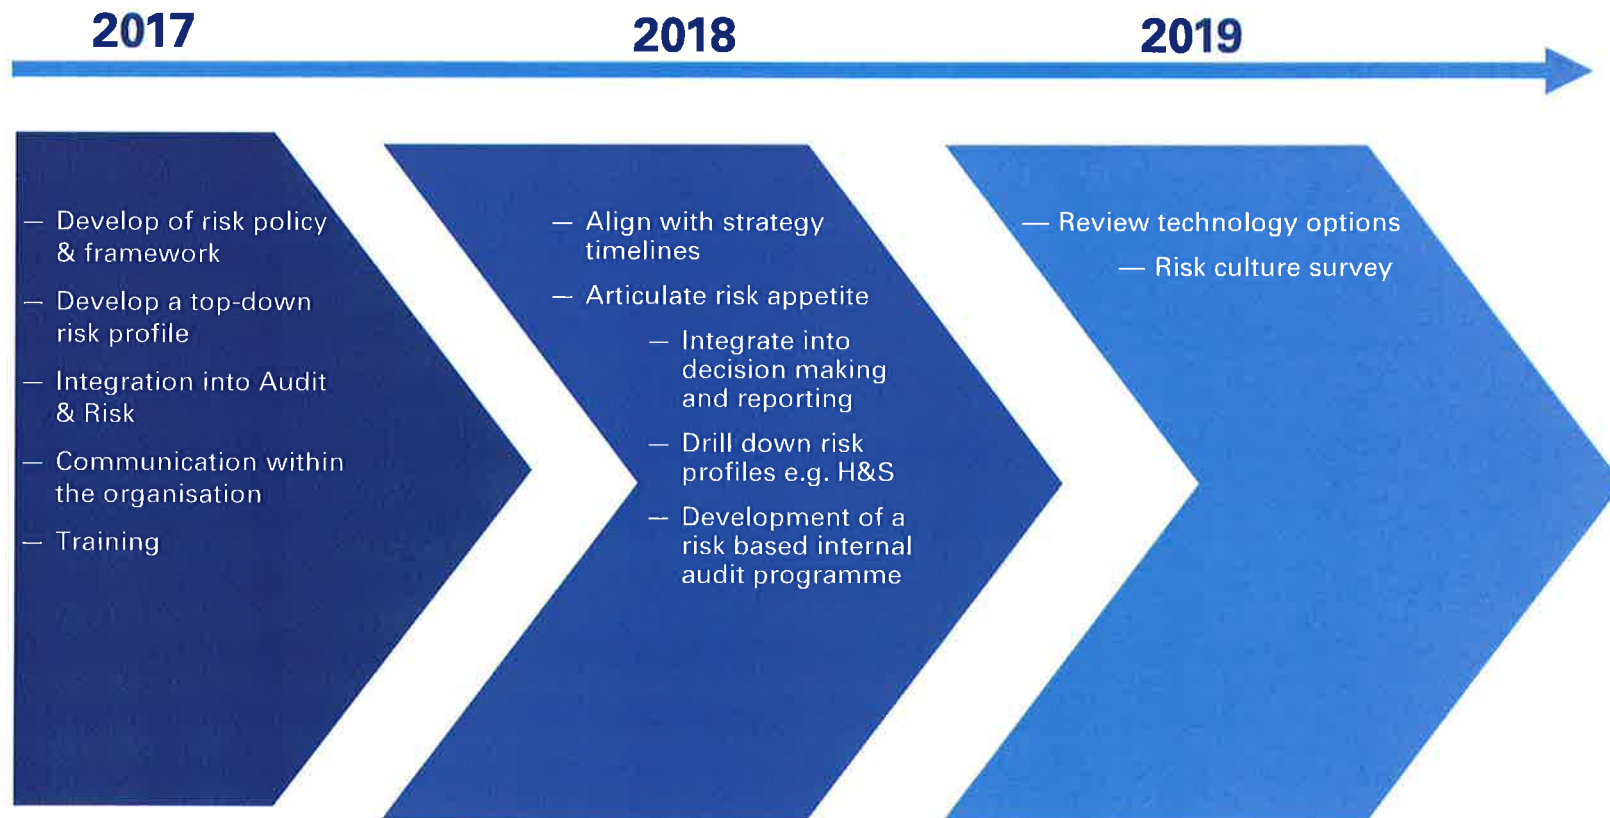 2017
2018
2019
— Develop of risk policy
& framework
— Develop a top-down
risk profile
— Integration into Audit
& Risk
— Communication within
the organisation
— Training
— Align with strategy
timelines
— Articulate risk appetite
— Integrate into
decision making
and reporting
— Drill down risk
profiles e.g. H&S
— Development of a
risk based internal
audit programme
— Review technology options
— Risk culture survey